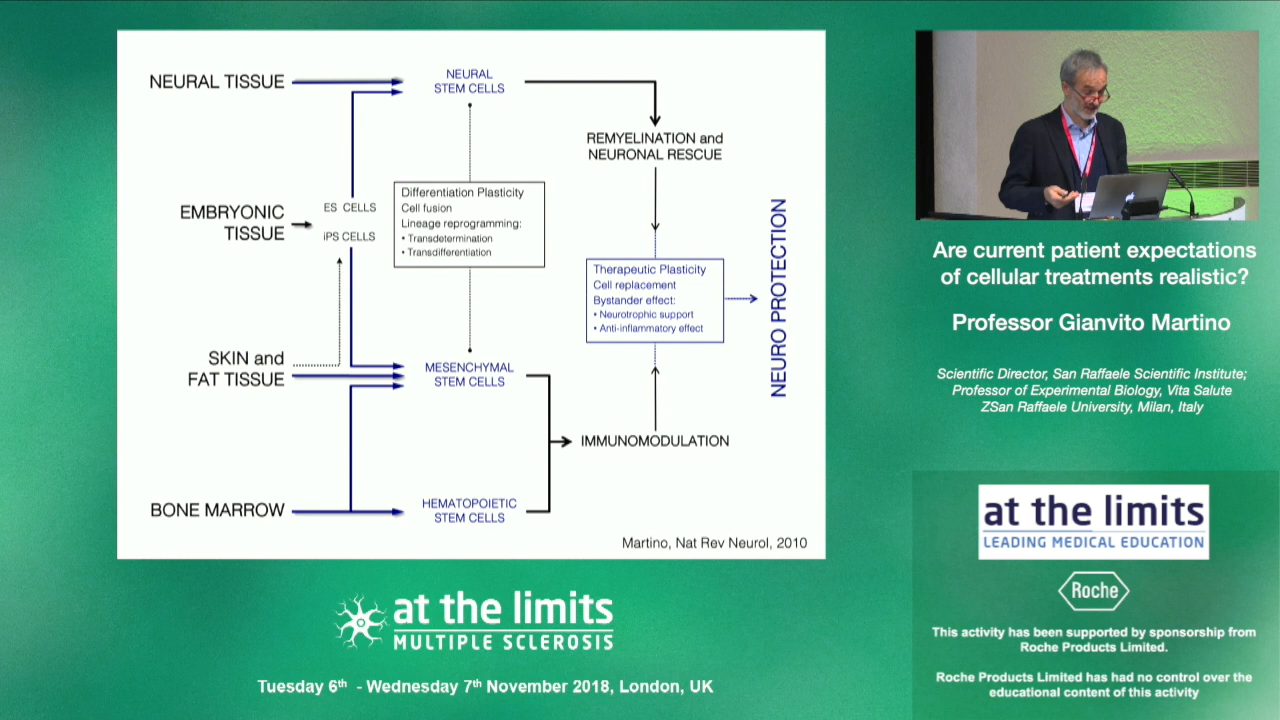 NEURAL TISSUE
NEURAL
STEM CELLS
REMYELINATION and
NEURONAL RESCUE
Differentiation Plasticity
Cell fusion
Lineage reprogramming:
• Transdetermination
• Transdifferentiation
ES CELLS
EMBRYONIC
TISSUE
iPS CELLS
Therapeutic Plasticity
Cell replacement
Bystander effect:
• Neurotrophic support
• Anti-inflammatory effect
NEURO PROTECTION
SKIN and
FAT TISSUE
MESENCHYMAL
STEM CELLS
IMMUNOMODULATION
BONE MARROW
HEMATOPOIETIC
STEM CELLS
Martino, Nat Rev Neurol, 2010
at the limits
MULTIPLE SCLEROSIS
Tuesday 6th - Wednesday 7th November 2018, London, UK
Are current patient expectations
of cellular treatments realistic?
Professor Gianvito Martino
Scientific Director, San Raffaele Scientific Institute;
Professor of Experimental Biology, Vita Salute
ZSan Raffaele University, Milan, Italy
at the limits
LEADING MEDICAL EDUCATION
Roche
This activity has been supported by sponsorship from
Roche Products Limited.
Roche Products Limited has had no control over the
educational content of this activity